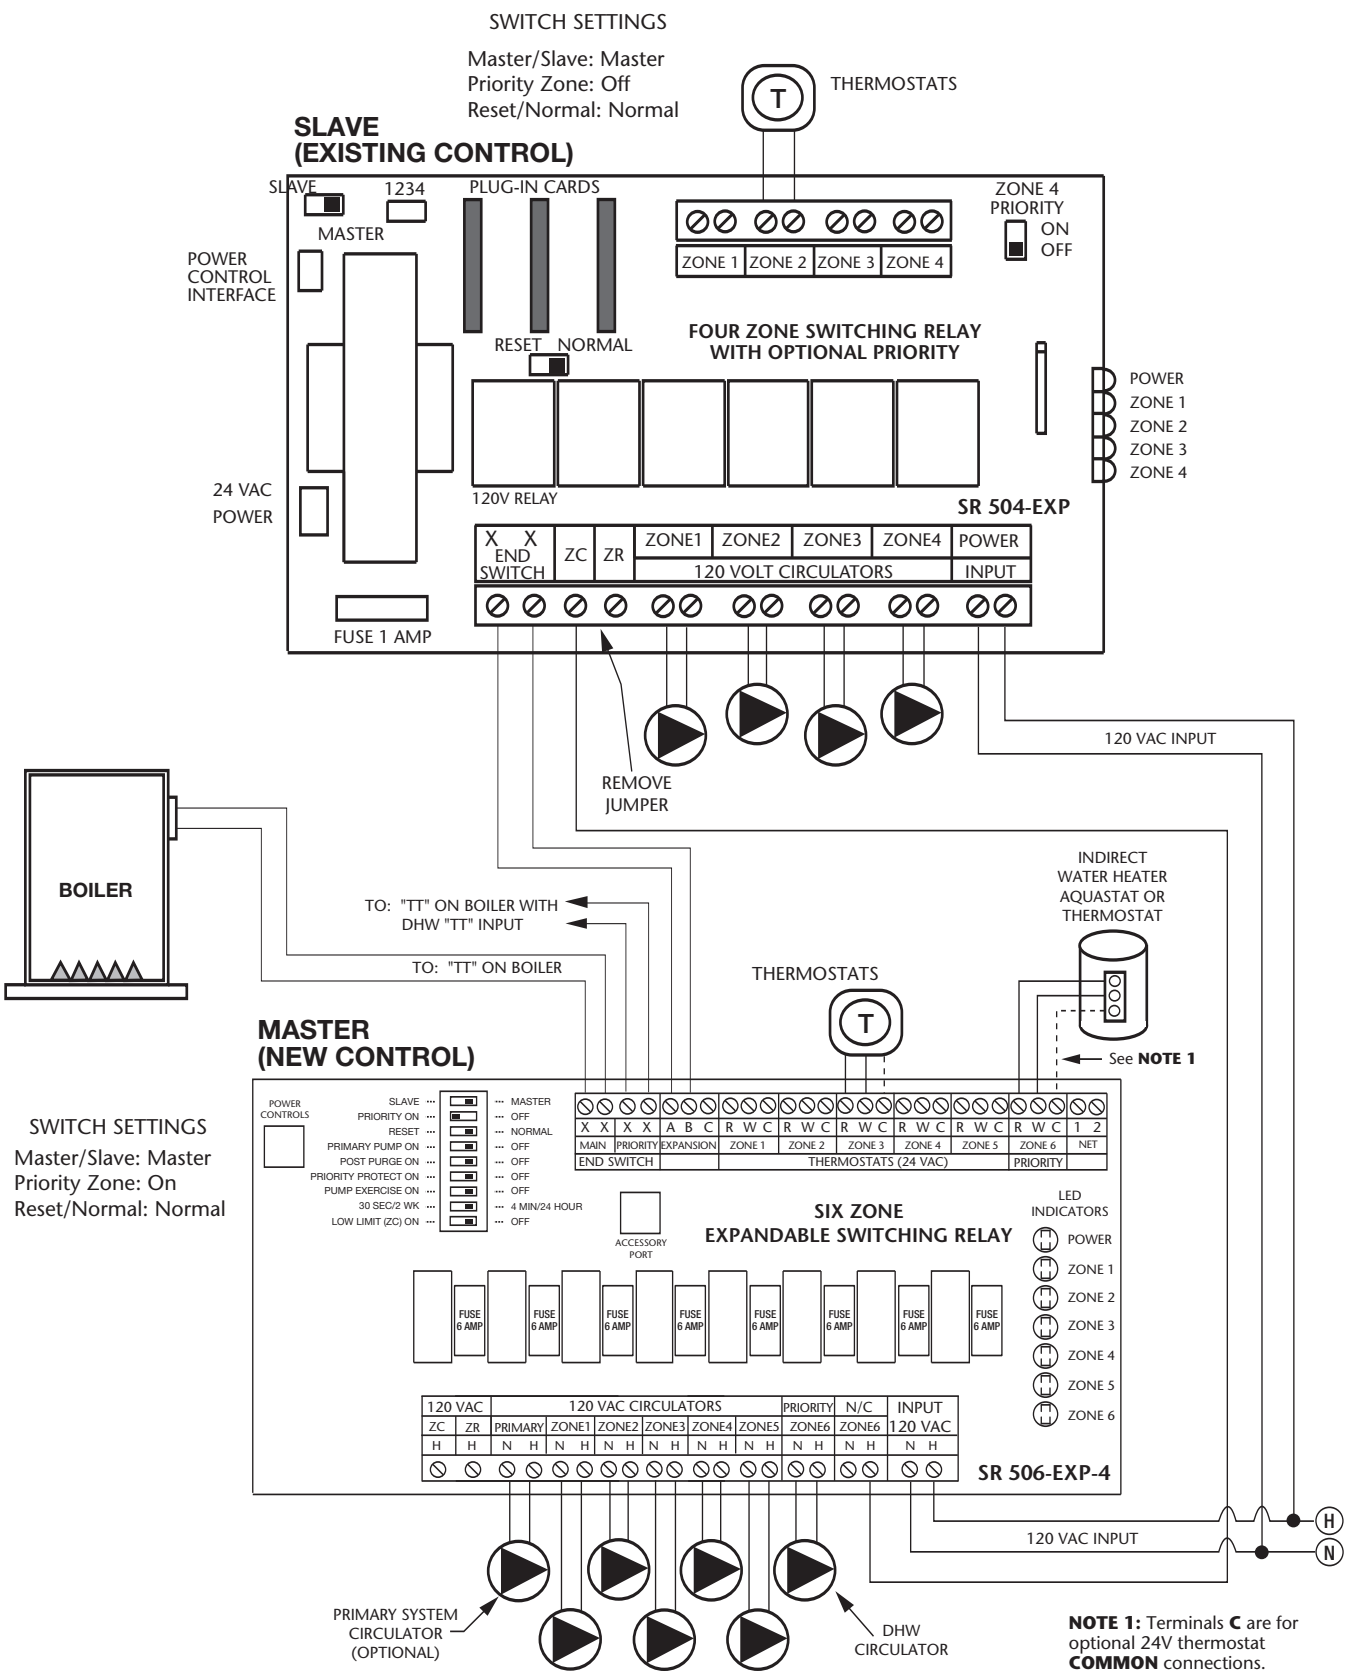 SWITCH SETTINGS
Master/Slave: Master
Priority Zone: Off
Reset/Normal: Normal
T
THERMOSTATS
SLAVE
(EXISTING CONTROL)
SLAVE
1234
PLUG-IN CARDS
ZONE 4
PRIORITY
ON
OFF
MASTER
POWER
CONTROL
INTERFACE
ZONE 1 ZONE 2 ZONE 3 ZONE 4
RESET NORMAL
FOUR ZONE SWITCHING RELAY
WITH OPTIONAL PRIORITY
POWER
ZONE 1
ZONE 2
ZONE 3
ZONE 4
24 VAC
POWER
120V RELAY
SR 504-EXP
X X
END
SWITCH
ZC
ZR
ZONE1 ZONE2 ZONE3 ZONE4
120 VOLT CIRCULATORS
POWER
INPUT
FUSE 1 AMP
REMOVE
JUMPER
120 VAC INPUT
BOILER
TO: "TT" ON BOILER WITH
DHW "TT" INPUT
TO: "TT" ON BOILER
INDIRECT
WATER HEATER
AQUASTAT OR
THERMOSTAT
THERMOSTATS
T
See NOTE 1
MASTER
(NEW CONTROL)
SWITCH SETTINGS
Master/Slave: Master
Priority Zone: On
Reset/Normal: Normal
POWER
CONTROLS
SLAVE ••• ••• MASTER
PRIORITY ON ••• ••• OFF
RESET ••• ••• NORMAL
PRIMARY PUMP ON ••• ••• OFF
POST PURGE ON ••• ••• OFF
PRIORITY PROTECT ON ••• ••• OFF
PUMP EXERCISE ON ••• ••• OFF
30 SEC/2 WK ••• ••• 4 MIN/24 HOUR
LOW LIMIT (ZC) ON ••• ••• OFF
X X X X A B C R W C R W C R W C R W C R W C R W C 1 2
MAIN PRIORITY EXPANSION ZONE 1 ZONE 2 ZONE 3 ZONE 4 ZONE 5 ZONE 6 NET
END SWITCH THERMOSTATS (24 VAC) PRIORITY
ACCESSORY
PORT
SIX ZONE
EXPANDABLE SWITCHING RELAY
LED
INDICATORS
POWER
ZONE 1
ZONE 2
ZONE 3
ZONE 4
ZONE 5
ZONE 6
FUSE
6 AMP
FUSE
6 AMP
FUSE
6 AMP
FUSE
6 AMP
FUSE
6 AMP
FUSE
6 AMP
FUSE
6 AMP
FUSE
6 AMP
120 VAC 120 VAC CIRCULATORS PRIORITY N/C INPUT
ZC ZR PRIMARY ZONE1 ZONE2 ZONE3 ZONE4 ZONE5 ZONE6 ZONE6 120 VAC
H H N H N H N H N H N H N H N H N H N H
SR 506-EXP-4
120 VAC INPUT
H
N
PRIMARY SYSTEM
CIRCULATOR
(OPTIONAL)
DHW
CIRCULATOR
NOTE 1: Terminals C are for
optional 24V thermostat
COMMON connections.